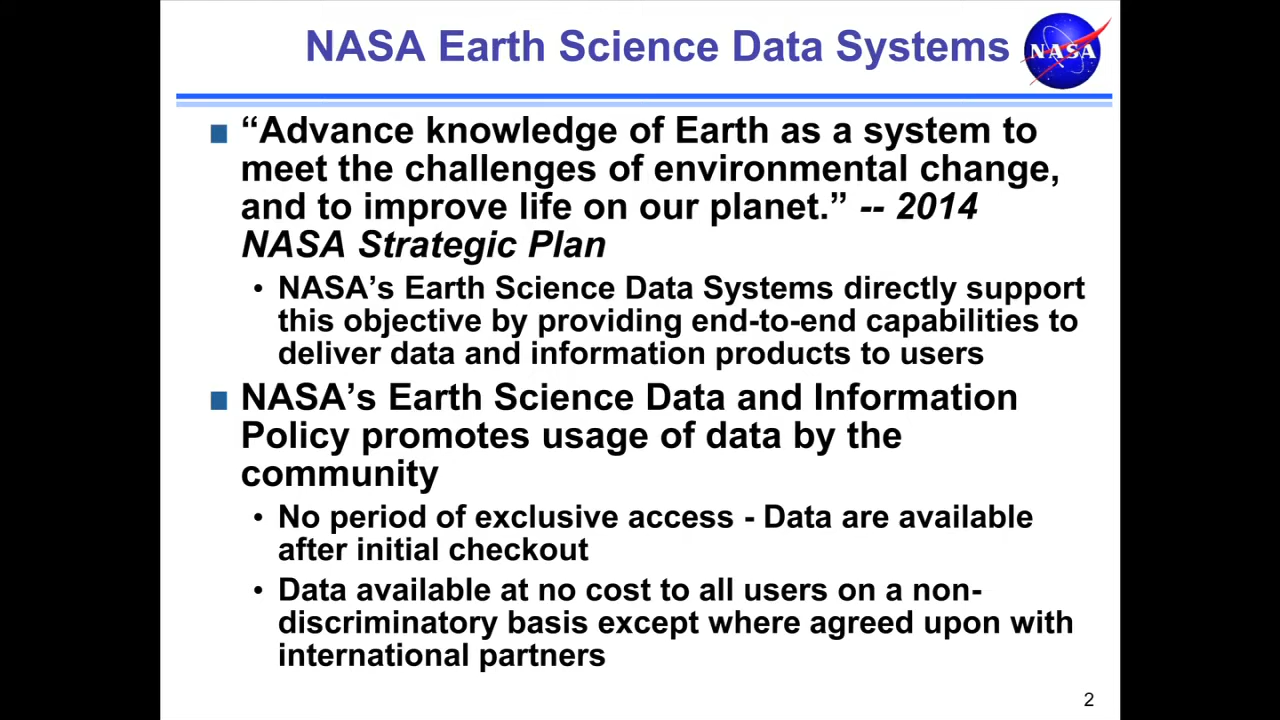 NASA Earth Science Data Systems
NASA
■ “Advance knowledge of Earth as a system to
meet the challenges of environmental change,
and to improve life on our planet.” -- 2014
NASA Strategic Plan
• NASA’s Earth Science Data Systems directly support
this objective by providing end-to-end capabilities to
deliver data and information products to users
■ NASA’s Earth Science Data and Information
Policy promotes usage of data by the
community
• No period of exclusive access - Data are available
after initial checkout
• Data available at no cost to all users on a non-
discriminatory basis except where agreed upon with
international partners
2